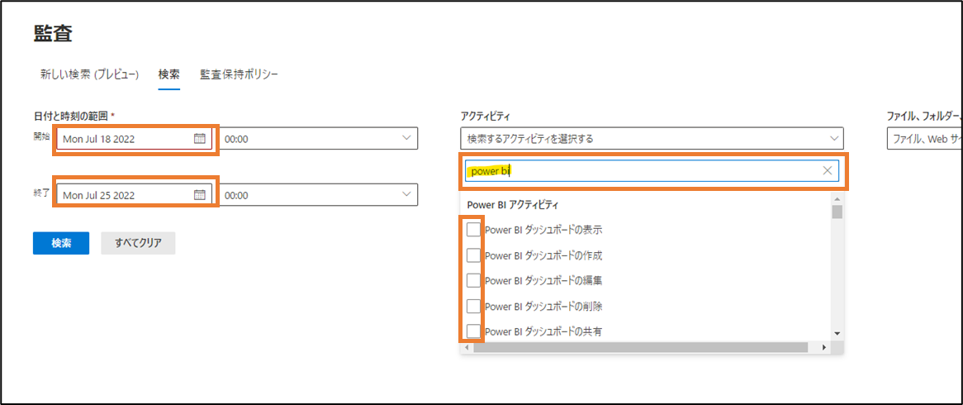 監査
新しい検索 (プレビュー) 検索 監査保持ポリシー
日付と時刻の範囲 *
開始 Mon Jul 18 2022 00:00
終了 Mon Jul 25 2022 00:00
検索 すべてクリア
アクティビティ
検索するアクティビティを選択する
power bi
Power BI アクティビティ
Power BI ダッシュボードの表示
Power BI ダッシュボードの作成
Power BI ダッシュボードの編集
Power BI ダッシュボードの削除
Power BI ダッシュボードの共有
ファイル、フォルダー、
ファイル、Web サ